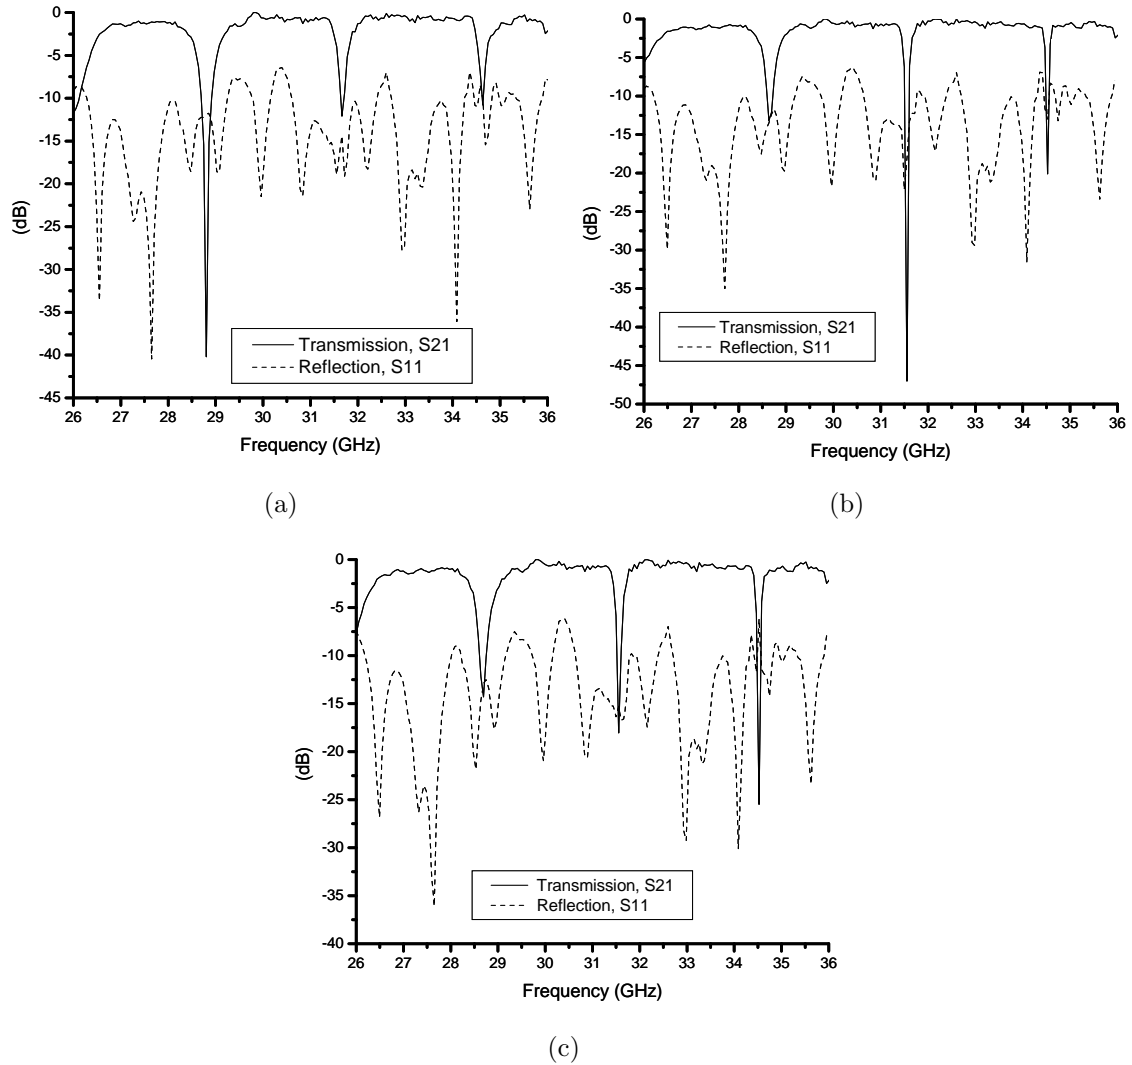 0
-5
-10
-15
-20
-25
-30
-35
-40
-45
(dB)
26 27 28 29 30 31 32 33 34 35 36
Frequency (GHz)
Transmission, S21
Reflection, S11
(a)
0
-5
-10
-15
-20
-25
-30
-35
-40
-45
-50
(dB)
26 27 28 29 30 31 32 33 34 35 36
Frequency (GHz)
Transmission, S21
Reflection, S11
(b)
0
-5
-10
-15
-20
-25
-30
-35
-40
(dB)
26 27 28 29 30 31 32 33 34 35 36
Frequency (GHz)
Transmission, S21
Reflection, S11
(c)